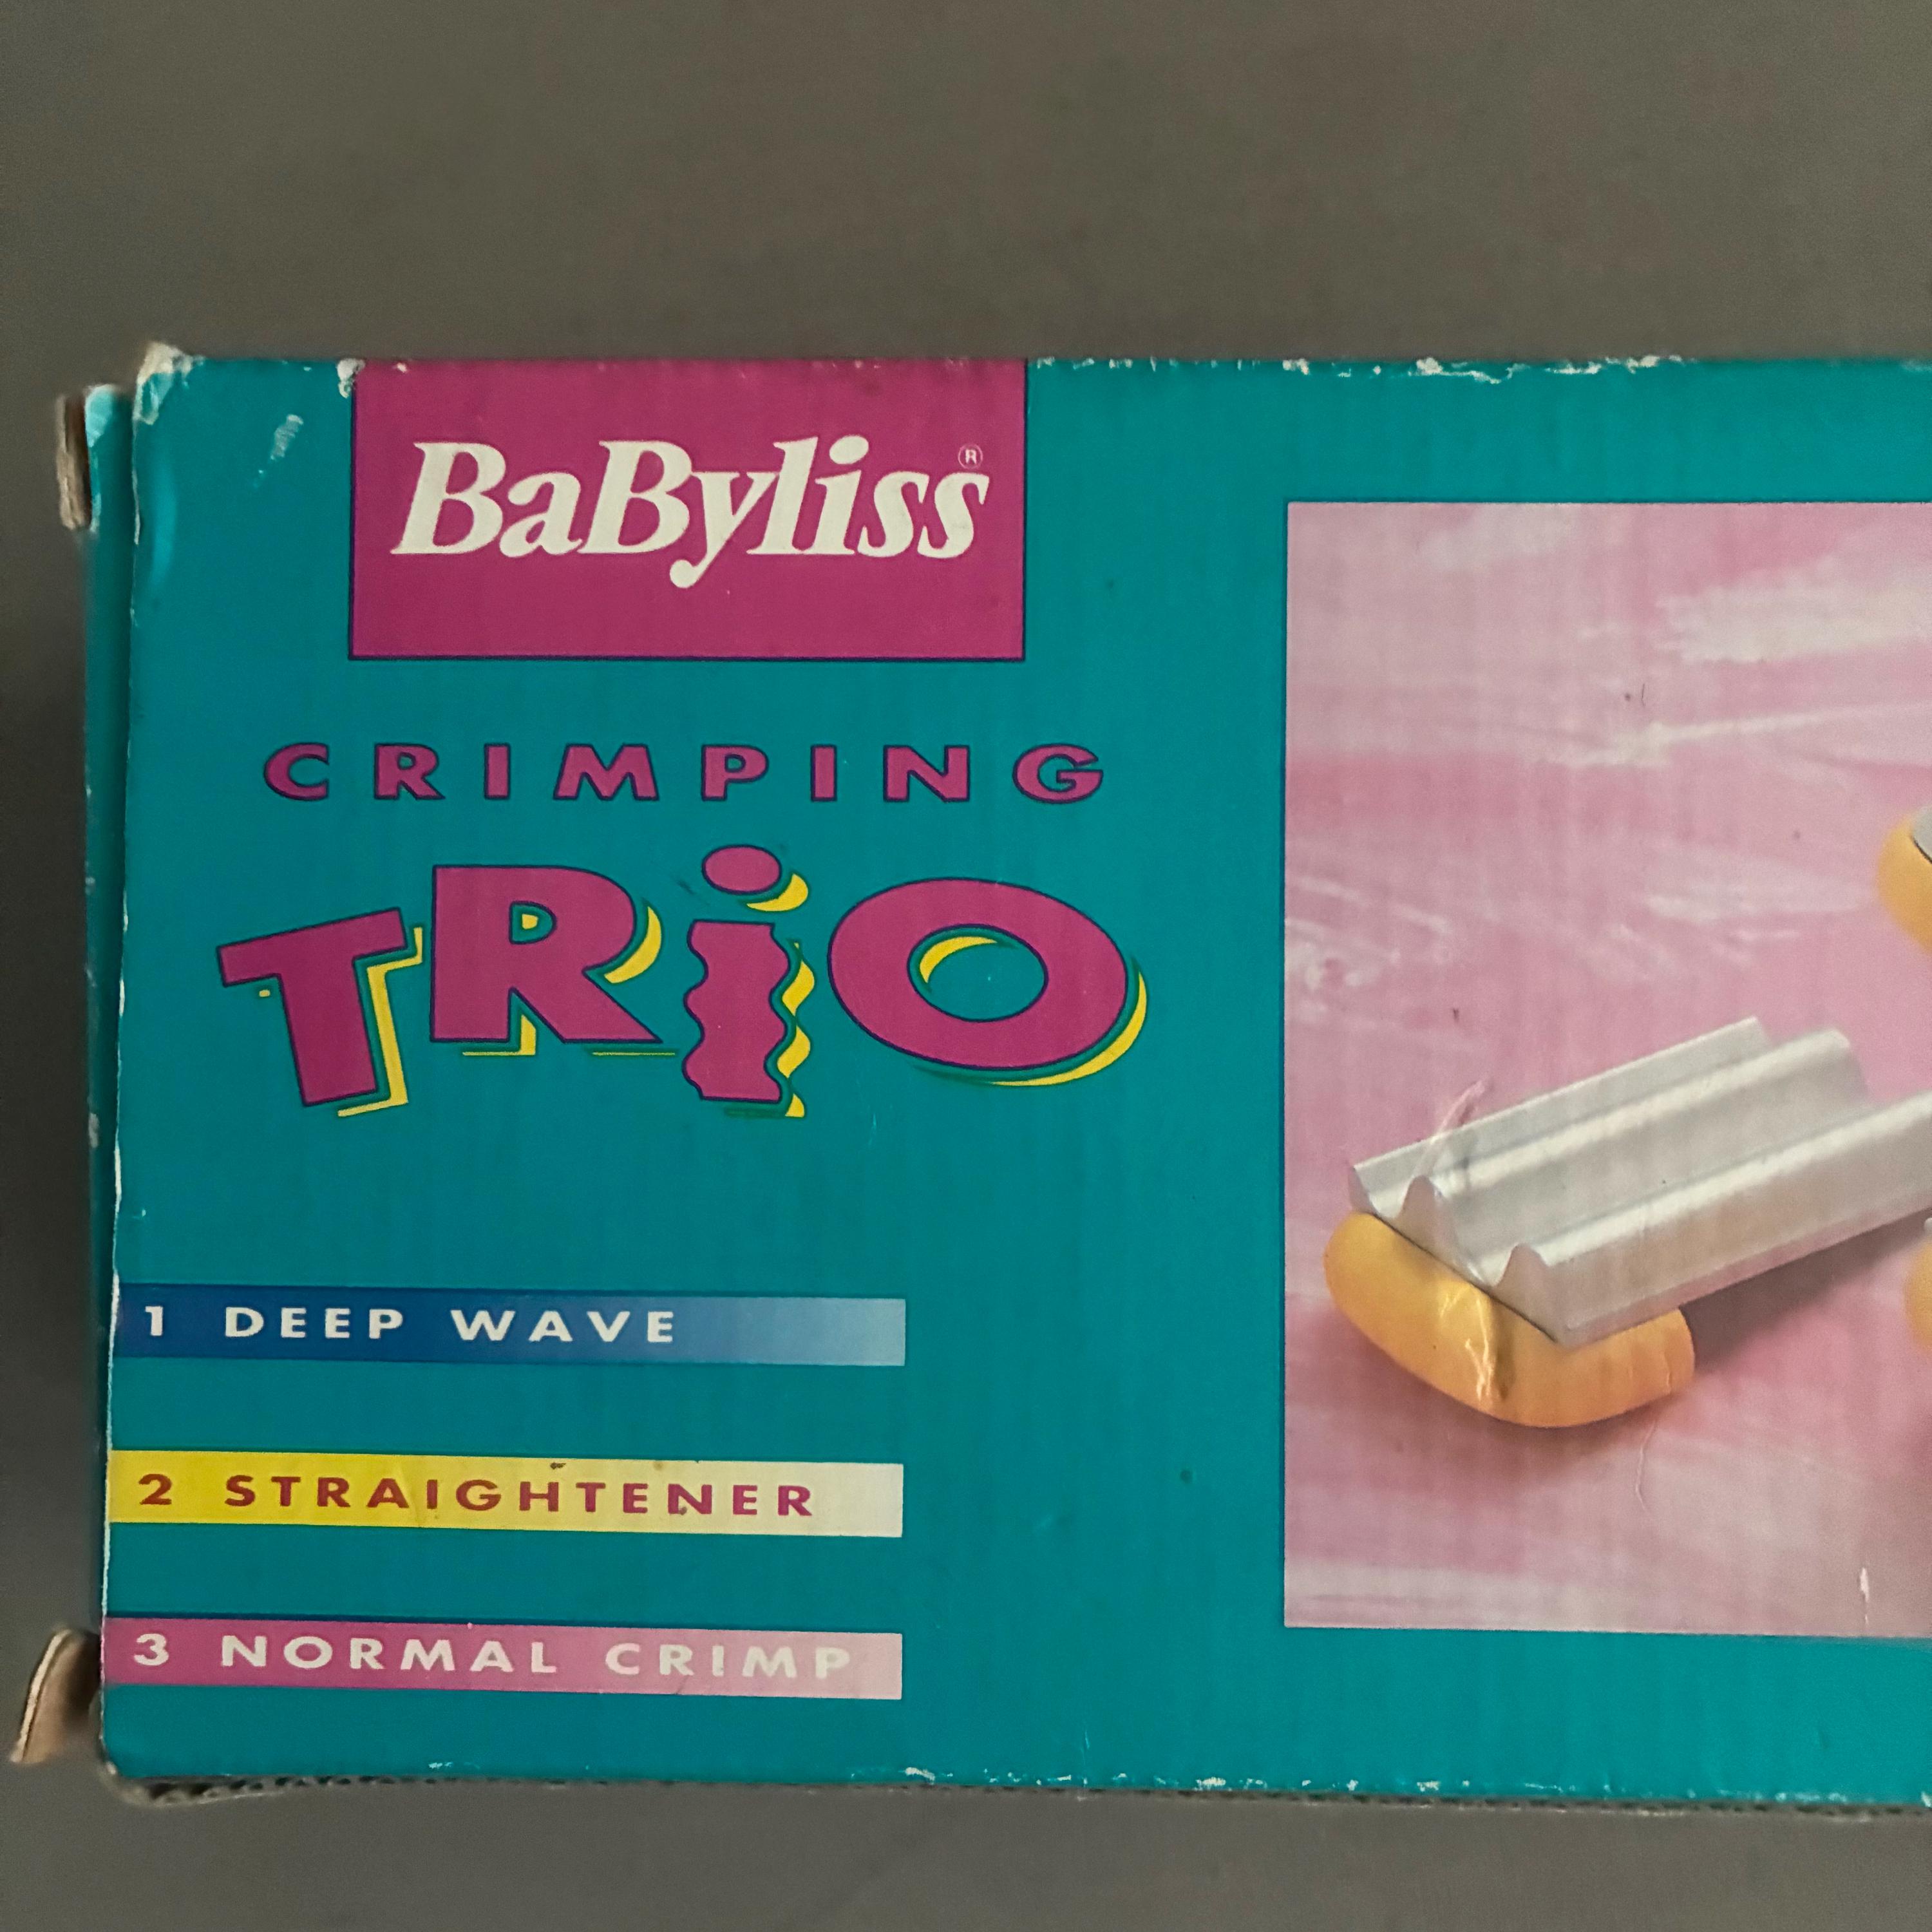 BaByliss®
CRIMPING
TRiO
1 DEEP WAVE
2 STRAIGHTENER
3 NORMAL CRIMP